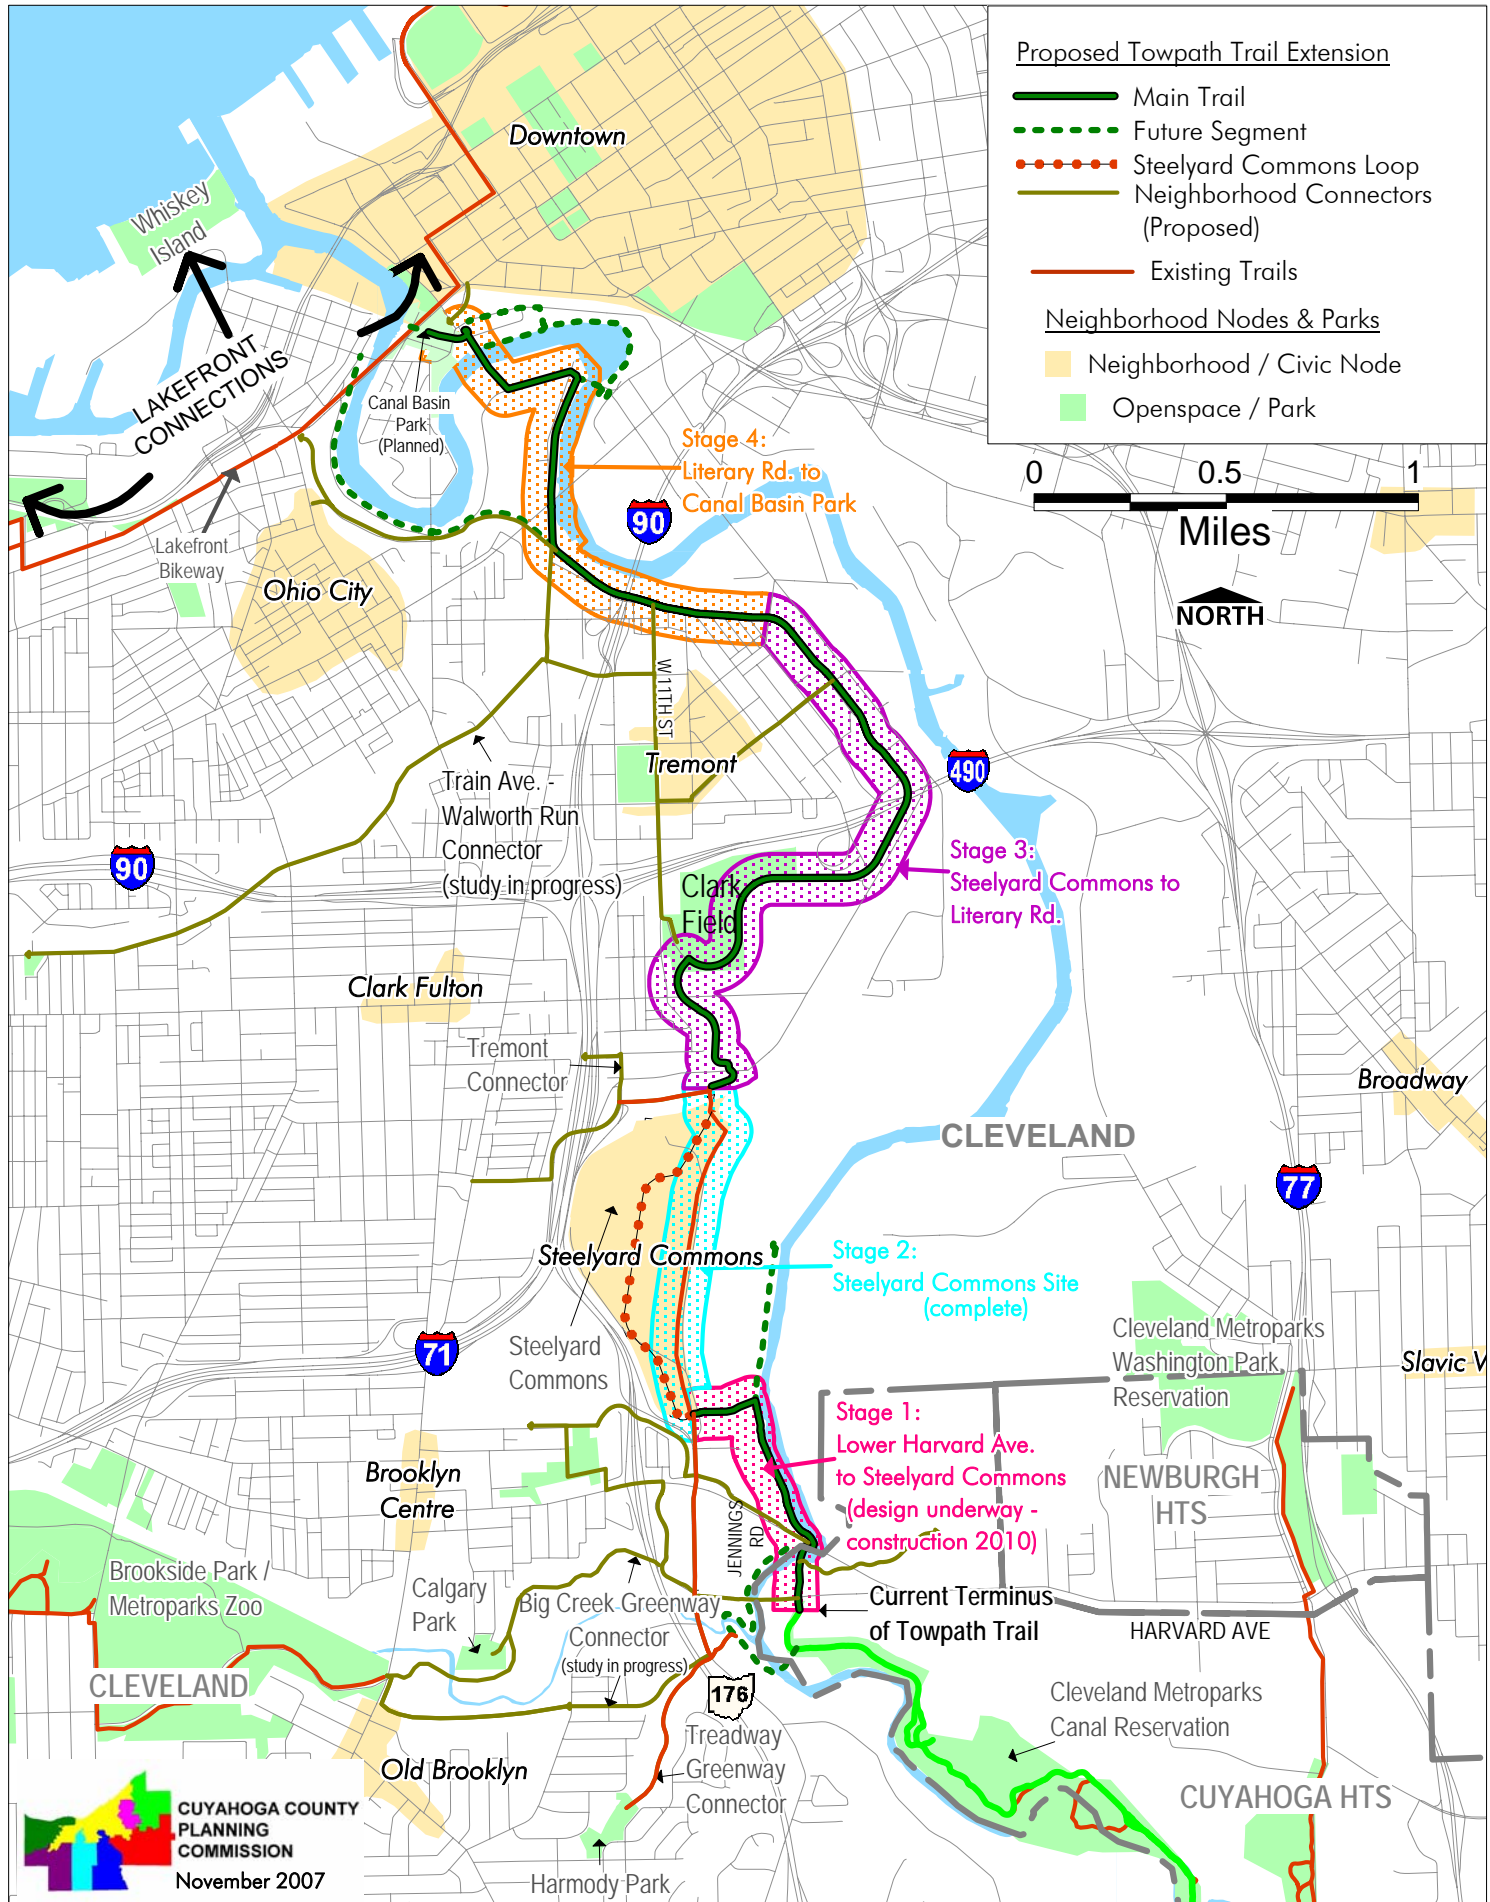 Proposed Towpath Trail Extension
Main Trail
Future Segment
Steelyard Commons Loop
Neighborhood Connectors
(Proposed)
Existing Trails
Neighborhood Nodes & Parks
Neighborhood / Civic Node
Openspace / Park
0 0.5 1
Miles
NORTH
Downtown
Whiskey
Island
LAKEFRONT
CONNECTIONS
Canal Basin
Park
(Planned)
Stage 4:
Literary Rd. to
Canal Basin Park
90
Lakefront
Bikeway
Ohio City
W 11TH ST
Tremont
490
Train Ave. -
Walworth Run
Connector
(study in progress)
90
Clark
Field
Stage 3:
Steelyard Commons to
Literary Rd.
Clark Fulton
Tremont
Connector
Broadway
CLEVELAND
77
Steelyard Commons
Stage 2:
Steelyard Commons Site
(complete)
71
Steelyard
Commons
Cleveland Metroparks
Washington Park
Reservation
Slavic V
Stage 1:
Lower Harvard Ave.
to Steelyard Commons
(design underway -
construction 2010)
Brooklyn
Centre
NEWBURGH
HTS
JENNINGS
RD
Brookside Park /
Metroparks Zoo
Calgary
Park
Big Creek Greenway
Connector
(study in progress)
Current Terminus
of Towpath Trail
HARVARD AVE
CLEVELAND
176
Cleveland Metroparks
Canal Reservation
Treadway
Greenway
Connector
Old Brooklyn
CUYAHOGA HTS
CUYAHOGA COUNTY
PLANNING
COMMISSION
November 2007
Harmody Park